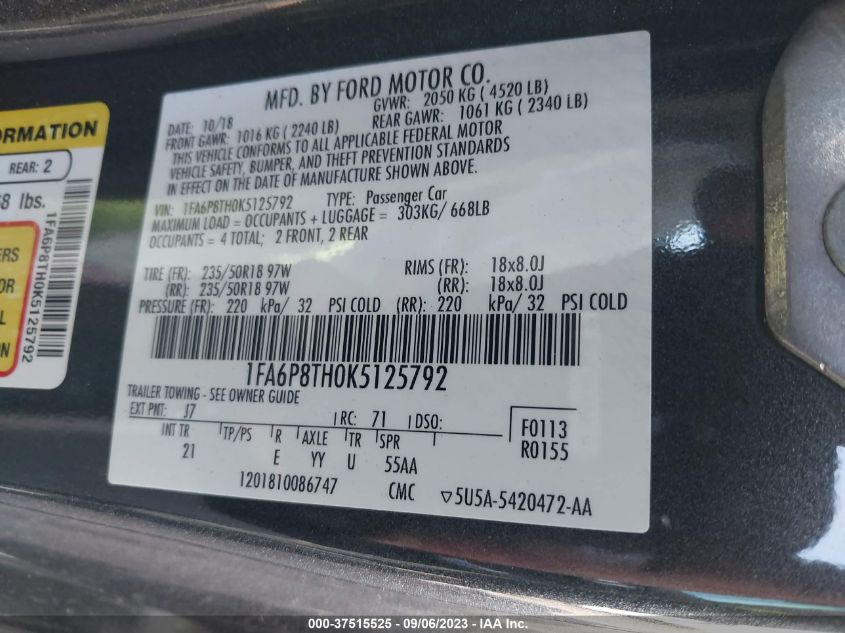 MFD. BY FORD MOTOR CO.
DATE: 10/18 GVWR: 2050 KG ( 4520 LB)
FRONT GAWR: 1016 KG ( 2240 LB) REAR GAWR: 1061 KG ( 2340 LB)
THIS VEHICLE CONFORMS TO ALL APPLICABLE FEDERAL MOTOR
VEHICLE SAFETY, BUMPER, AND THEFT PREVENTION STANDARDS
IN EFFECT ON THE DATE OF MANUFACTURE SHOWN ABOVE.
VIN: 1FA6P8TH0K5125792 TYPE: Passenger Car
MAXIMUM LOAD = OCCUPANTS + LUGGAGE = 303KG/ 668LB
OCCUPANTS = 4 TOTAL; 2 FRONT, 2 REAR
TIRE (FR): 235/50R18 97W RIMS (FR): 18x8.0J
(RR): 235/50R18 97W (RR): 18x8.0J
PRESSURE (FR): 220 kPa/ 32 PSI COLD (RR): 220 kPa/ 32 PSI COLD
1FA6P8TH0K5125792
TRAILER TOWING - SEE OWNER GUIDE
EXT PNT: J7 RC: 71 DSO: F0113
INT TR TP/PS R AXLE TR SPR R0155
21 E YY U 55AA
1201810086747 CMC ▽5U5A-5420472-AA
ORMATION
REAR: 2
8 lbs.
ERS
OR
L
ON
1FA6P8TH0K5125792
000-37515525 - 09/06/2023 - IAA Inc.